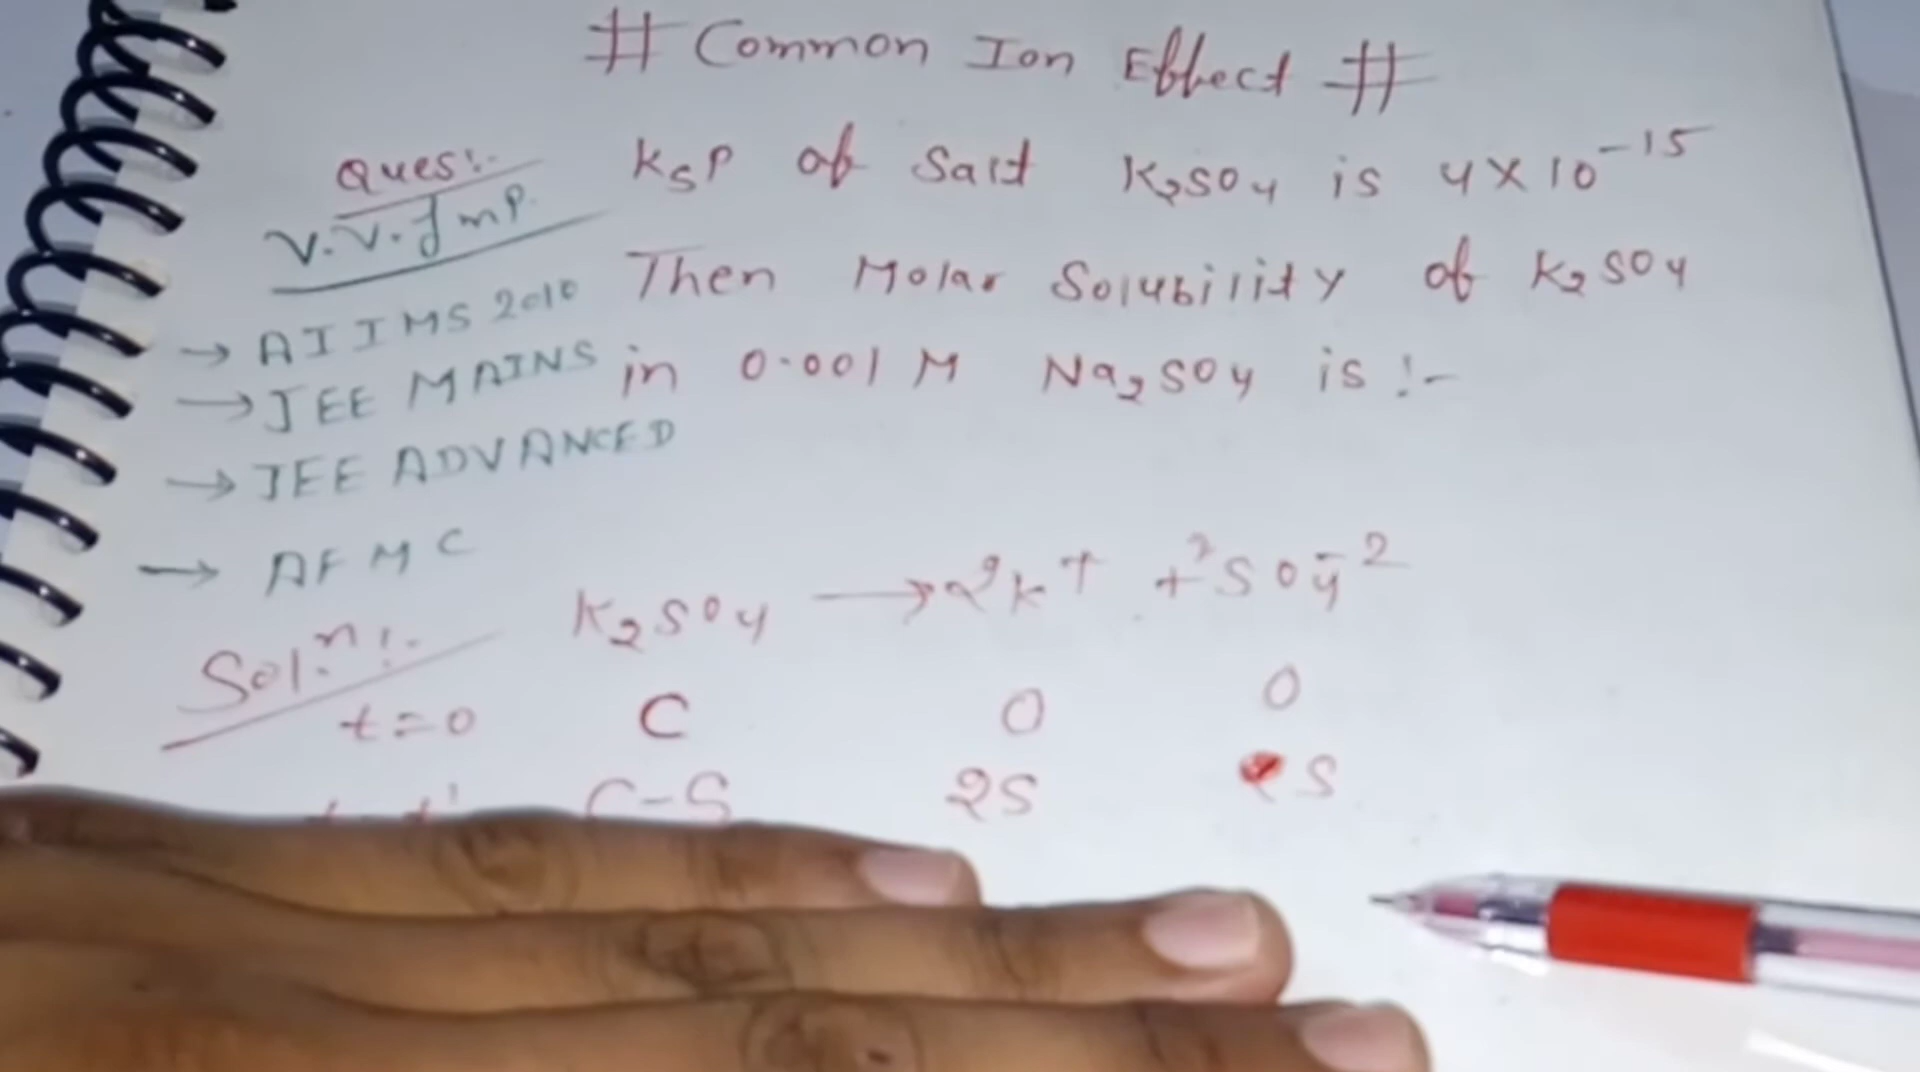 # Common Ion Effect #
Ques:- Ksp of Salt K₂SO₄ is 4×10⁻¹⁵
V.V.Imp.
Then Molar Solubility of K₂SO₄
→ AIIMS 2010
in 0.001 M Na₂SO₄ is :-
→ JEE MAINS
→ JEE ADVANCED
→ AFMC
Solⁿ:- K₂SO₄ → 2K⁺ + SO₄⁻²
t=0 C 0 0
C-S 2S S